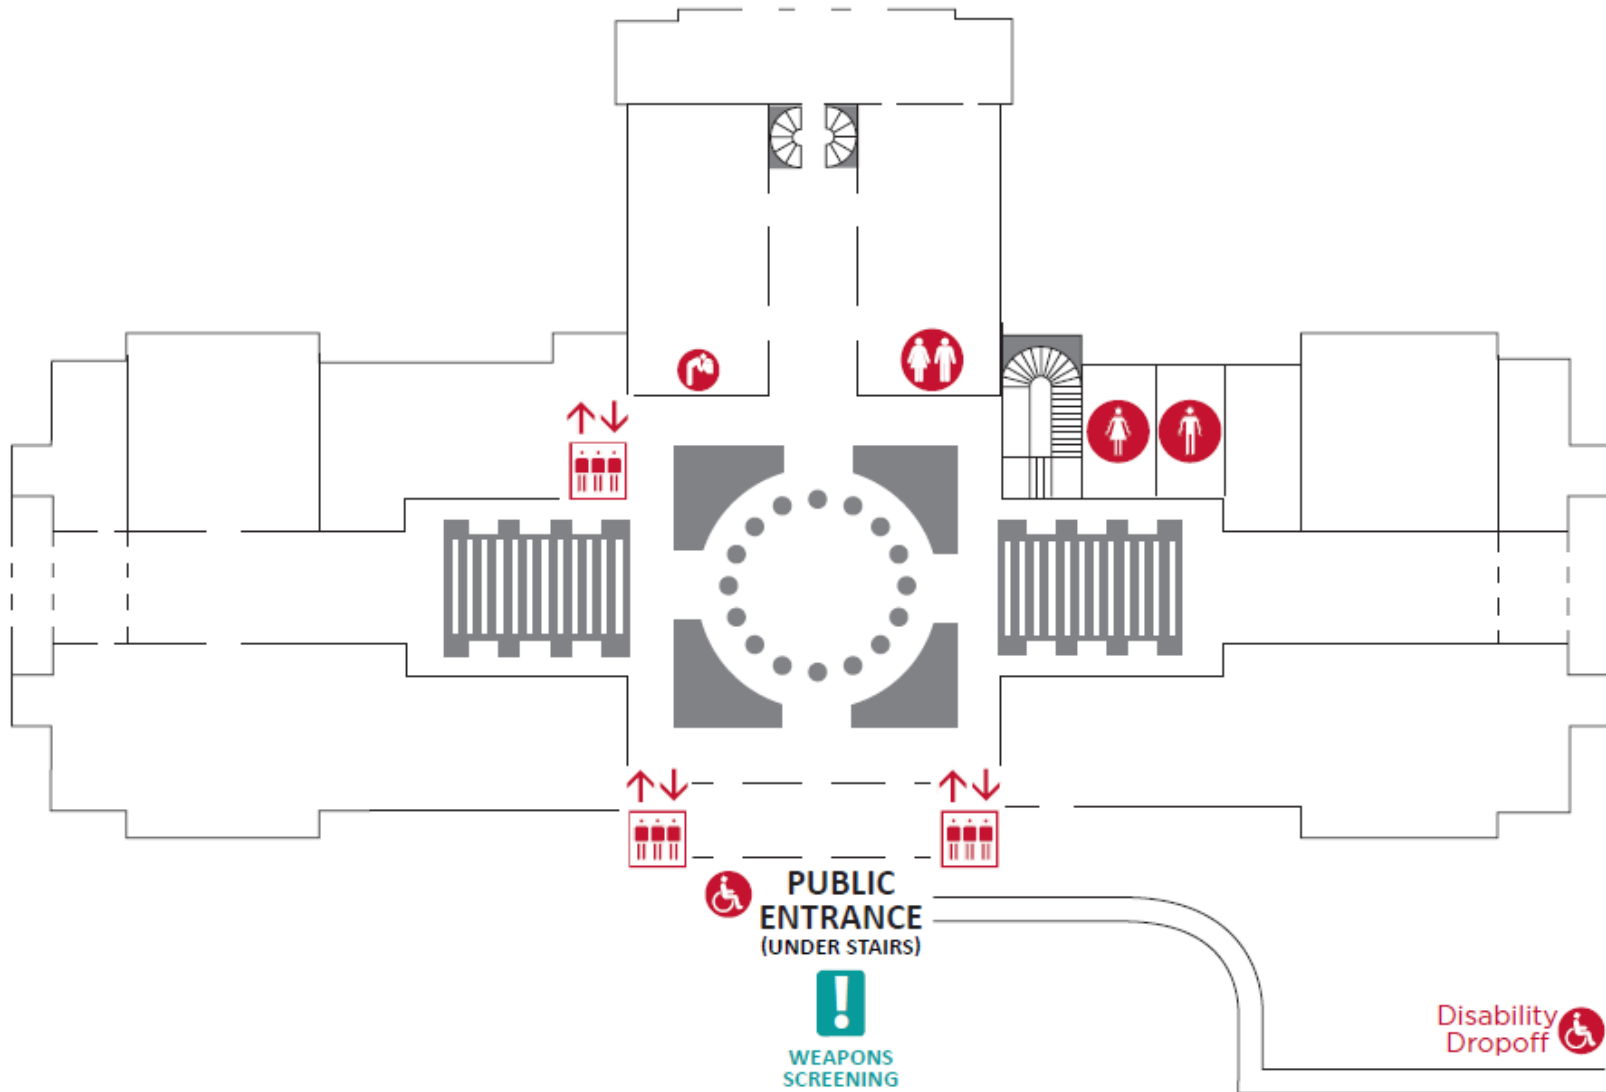 PUBLIC
ENTRANCE
(UNDER STAIRS)
WEAPONS
SCREENING
Disability
Dropoff